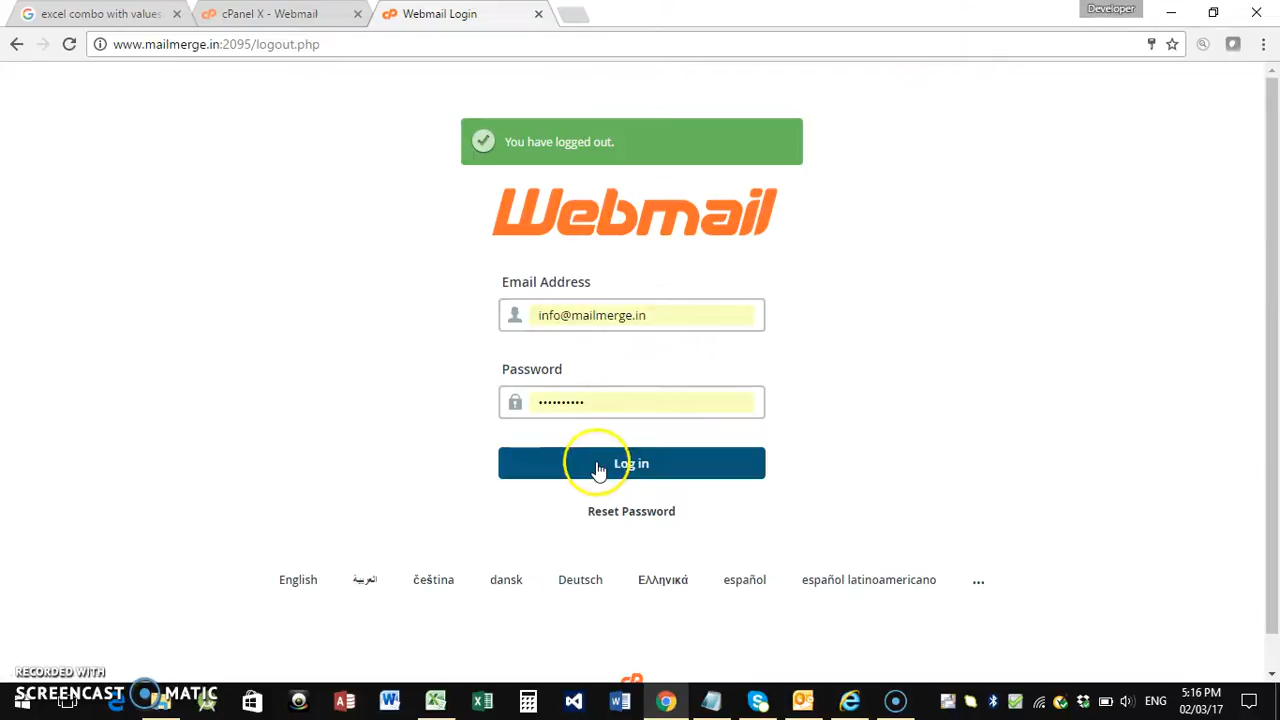 excel combo with values
cPanel X - Webmail
Webmail Login
Developer
www.mailmerge.in:2095/logout.php
You have logged out.
Webmail
Email Address
info@mailmerge.in
Password
••••••••••
Log in
Reset Password
English العربية čeština dansk Deutsch Ελληνικά español español latinoamericano ...
RECORDED WITH
SCREENCAST MATIC
ENG
5:16 PM
02/03/17